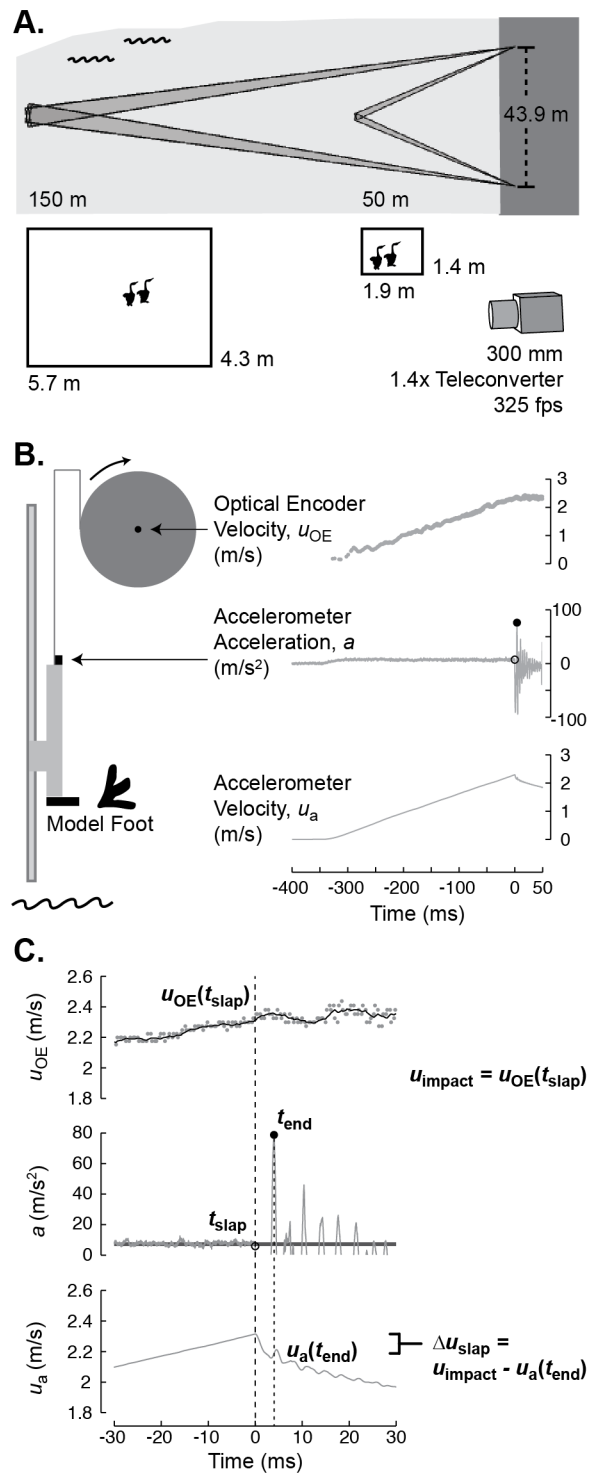 A.
43.9 m
150 m
50 m
1.4 m
1.9 m
4.3 m
5.7 m
300 mm
1.4x Teleconverter
325 fps
B.
Optical Encoder
Velocity, uOE
(m/s)
3
2
1
0
Accelerometer
Acceleration, a
(m/s²)
100
0
-100
Accelerometer
Velocity, ua
(m/s)
3
2
1
0
Model Foot
-400 -300 -200 -100 0 50
Time (ms)
C.
uOE (m/s)
2.6
2.4
2.2
2
1.8
uOE(tslap)
uimpact = uOE(tslap)
a (m/s²)
80
60
40
20
0
tend
tslap
ua (m/s)
2.6
2.4
2.2
2
1.8
ua(tend)
Δuslap =
uimpact - ua(tend)
-30 -20 -10 0 10 20 30
Time (ms)